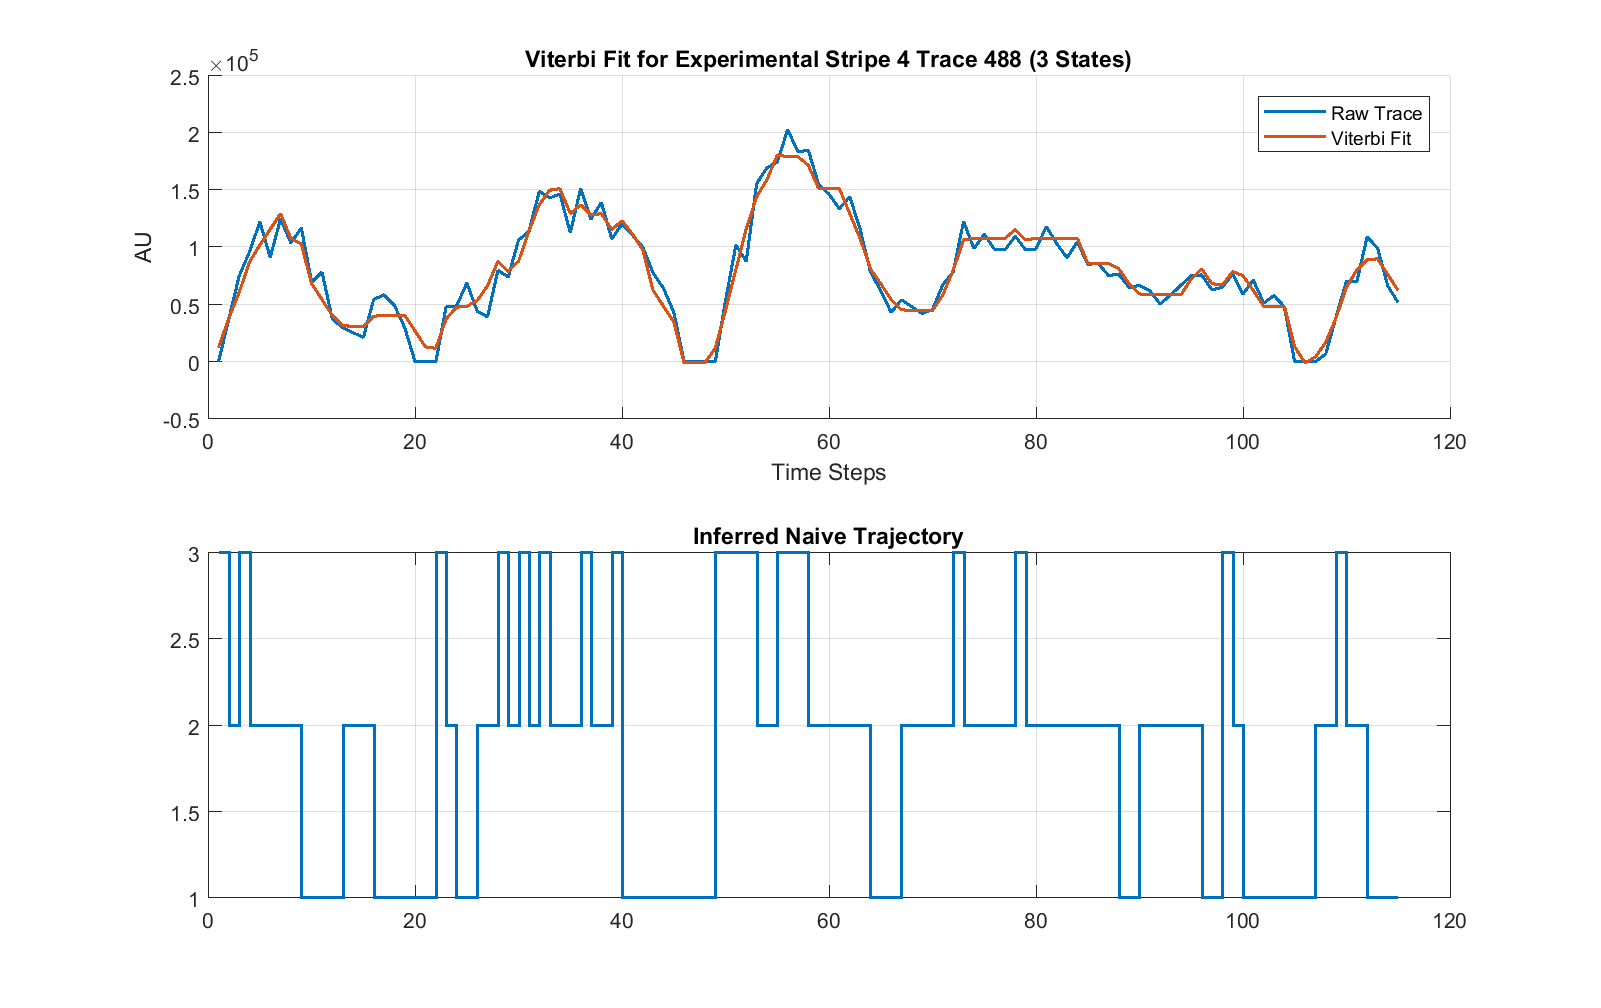 Viterbi Fit for Experimental Stripe 4 Trace 488 (3 States)
×10^5
2.5
2
1.5
1
0.5
0
-0.5
AU
Raw Trace
Viterbi Fit
0 20 40 60 80 100 120
Time Steps
Inferred Naive Trajectory
3
2.5
2
1.5
1
0 20 40 60 80 100 120